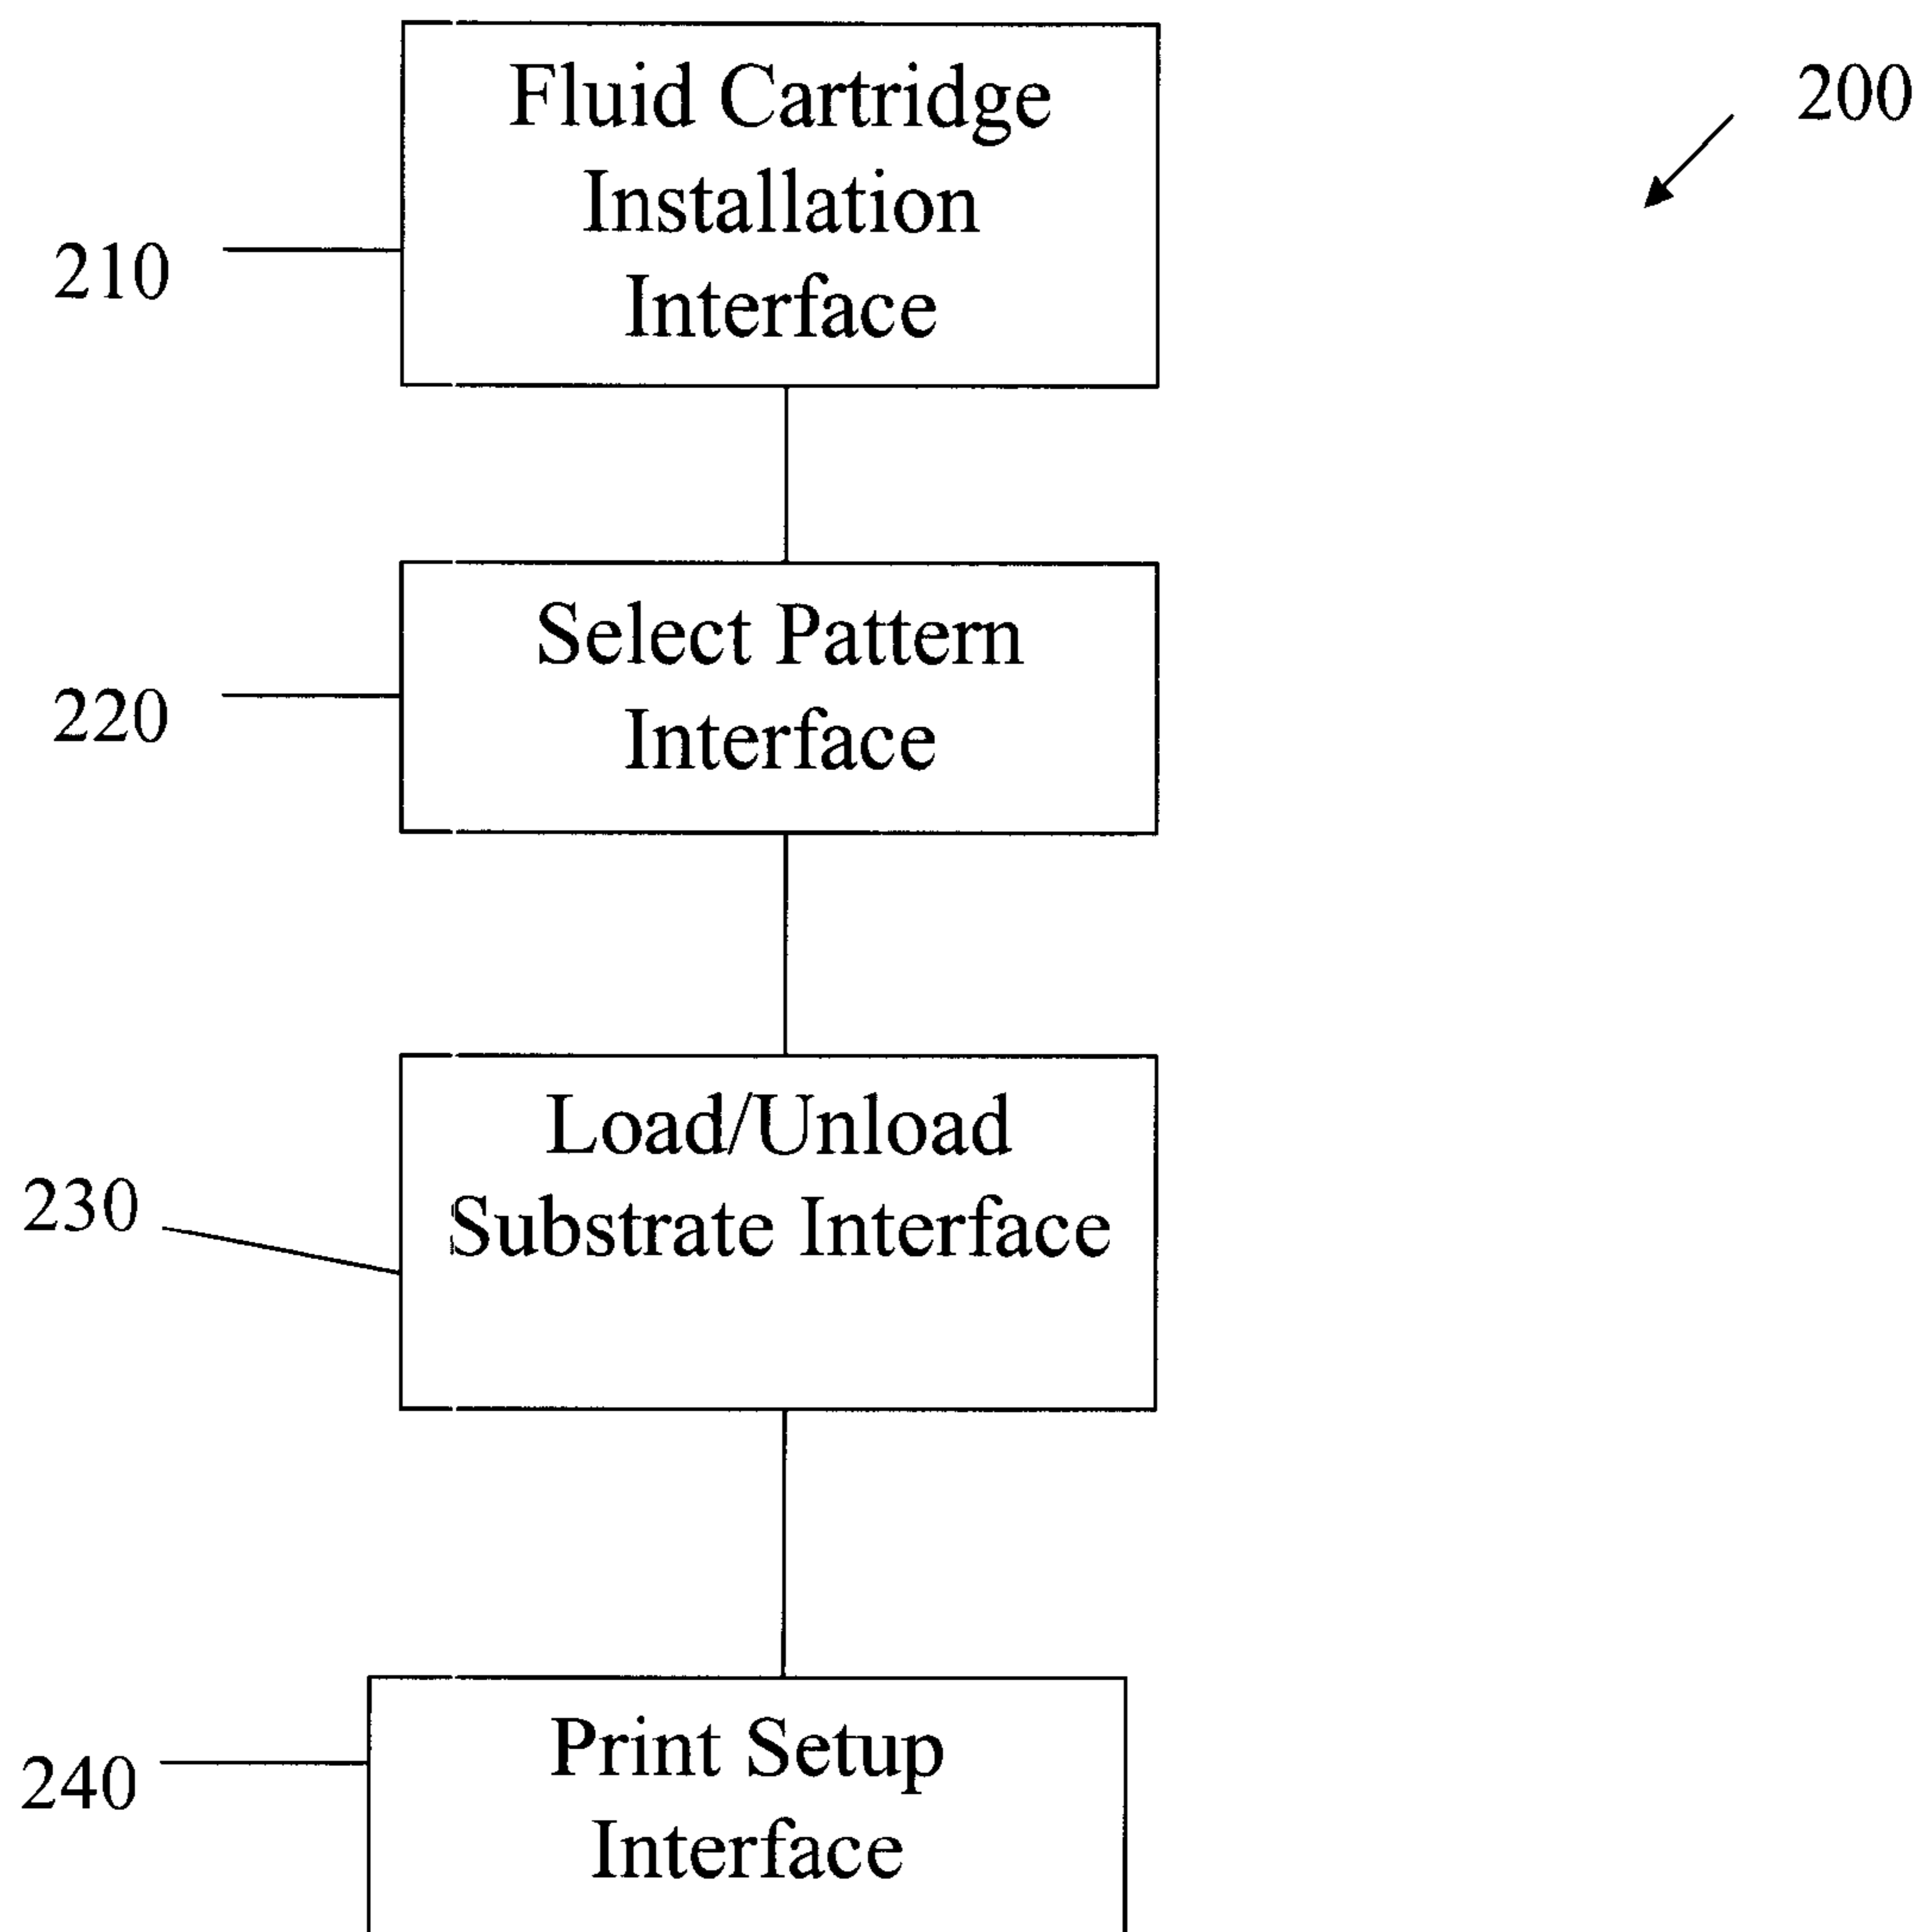 Fluid Cartridge
200
Installation
210
Interface
Select Pattern
220
Interface
Load/Unload
230
Substrate Interface
Print Setup
240
Interface